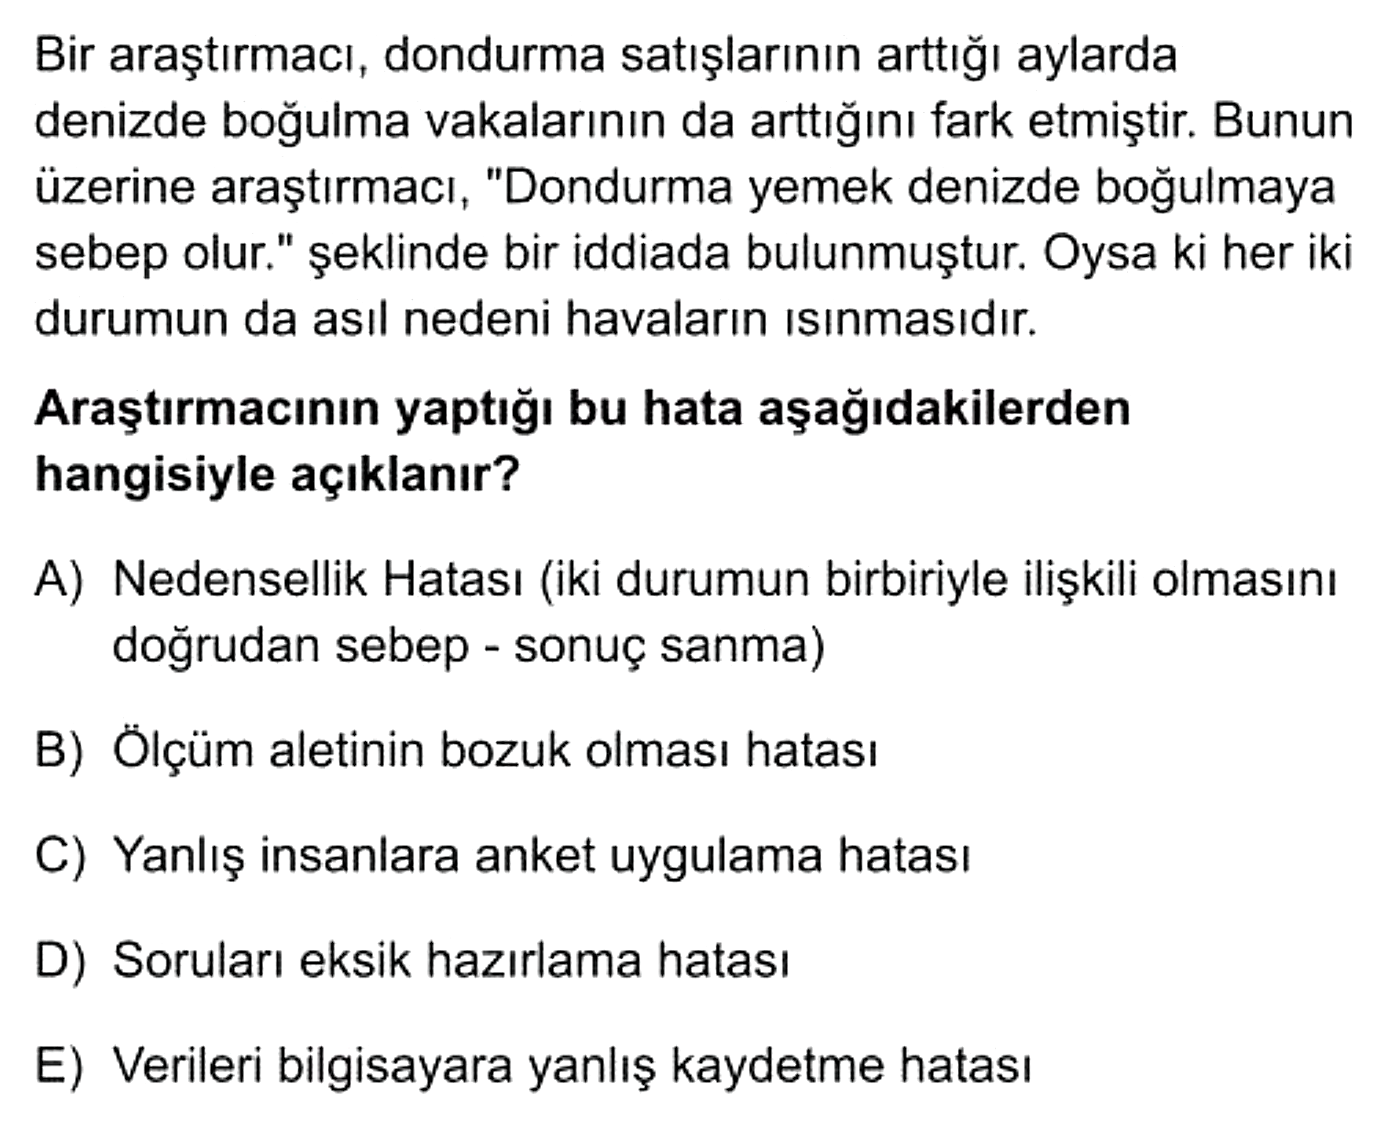 Bir araştırmacı, dondurma satışlarının arttığı aylarda
denizde boğulma vakalarının da arttığını fark etmiştir. Bunun
üzerine araştırmacı, "Dondurma yemek denizde boğulmaya
sebep olur." şeklinde bir iddiada bulunmuştur. Oysa ki her iki
durumun da asıl nedeni havaların ısınmasıdır.
Araştırmacının yaptığı bu hata aşağıdakilerden
hangisiyle açıklanır?
A) Nedensellik Hatası (iki durumun birbiriyle ilişkili olmasını
doğrudan sebep - sonuç sanma)
B) Ölçüm aletinin bozuk olması hatası
C) Yanlış insanlara anket uygulama hatası
D) Soruları eksik hazırlama hatası
E) Verileri bilgisayara yanlış kaydetme hatası